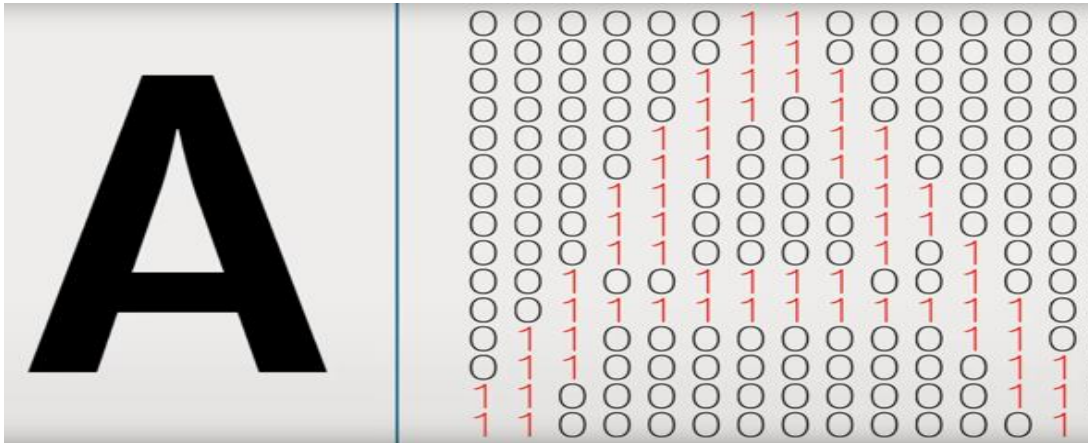 A
0 0 0 0 0 0 1 1 0 0 0 0 0 0
0 0 0 0 0 0 1 1 0 0 0 0 0 0
0 0 0 0 0 1 1 1 1 0 0 0 0 0
0 0 0 0 0 1 1 0 1 0 0 0 0 0
0 0 0 0 1 1 0 0 1 1 0 0 0 0
0 0 0 0 1 1 0 0 1 1 0 0 0 0
0 0 0 1 1 0 0 0 0 1 1 0 0 0
0 0 0 1 1 0 0 0 0 1 1 0 0 0
0 0 0 1 1 0 0 0 0 1 0 1 0 0
0 0 1 0 0 1 1 1 1 0 0 1 0 0
0 0 1 1 1 1 1 1 1 1 1 1 1 0
0 1 1 0 0 0 0 0 0 0 0 1 1 0
0 1 1 0 0 0 0 0 0 0 0 0 1 1
1 1 0 0 0 0 0 0 0 0 0 0 1 1
1 1 0 0 0 0 0 0 0 0 0 0 0 1